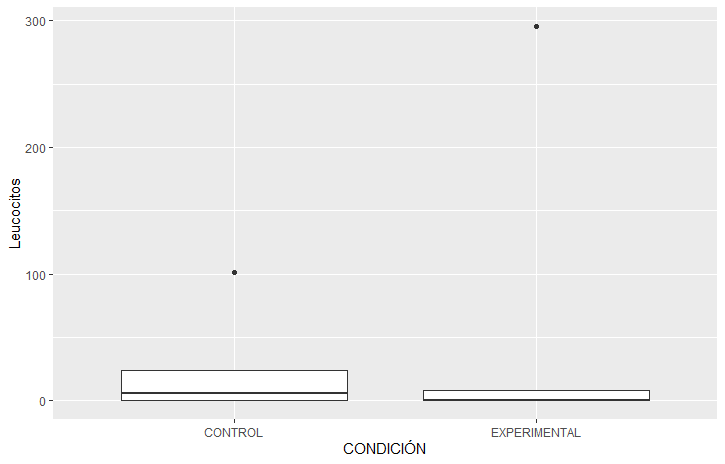 300
200
100
0
Leucocitos
CONTROL
EXPERIMENTAL
CONDICIÓN